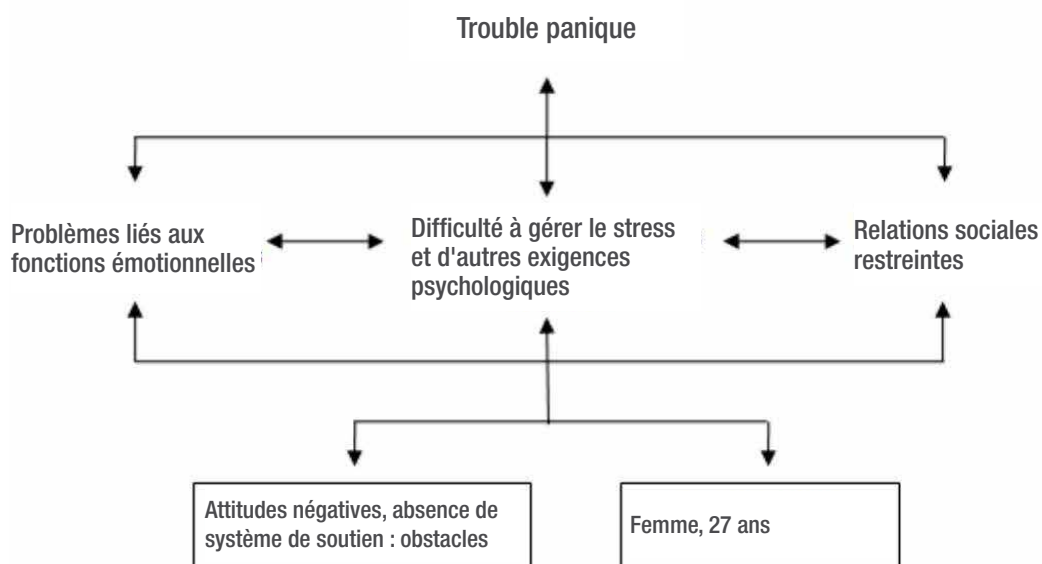 Trouble panique
Problèmes liés aux
fonctions émotionnelles
Difficulté à gérer le stress
et d'autres exigences
psychologiques
Relations sociales
restreintes
Attitudes négatives, absence de
système de soutien : obstacles
Femme, 27 ans